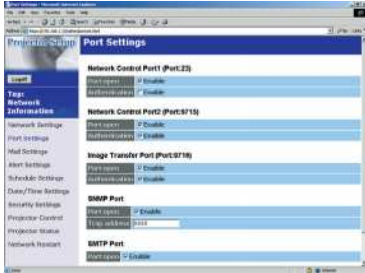 Projector Setup
Port Settings
Logoff
Top:
Network
Information
Network Settings
Port Settings
Mail Settings
Alert Settings
Schedule Settings
Date/Time Settings
Security Settings
Projector Control
Projector Status
Network Restart
Network Control Port1 (Port:23)
Port open Enable
Authentication Enable
Network Control Port2 (Port:9715)
Port open Enable
Authentication Enable
Image Transfer Port (Port:9716)
Port open Enable
Authentication Enable
SNMP Port
Port open Enable
Trap address
SMTP Port
Port open Enable